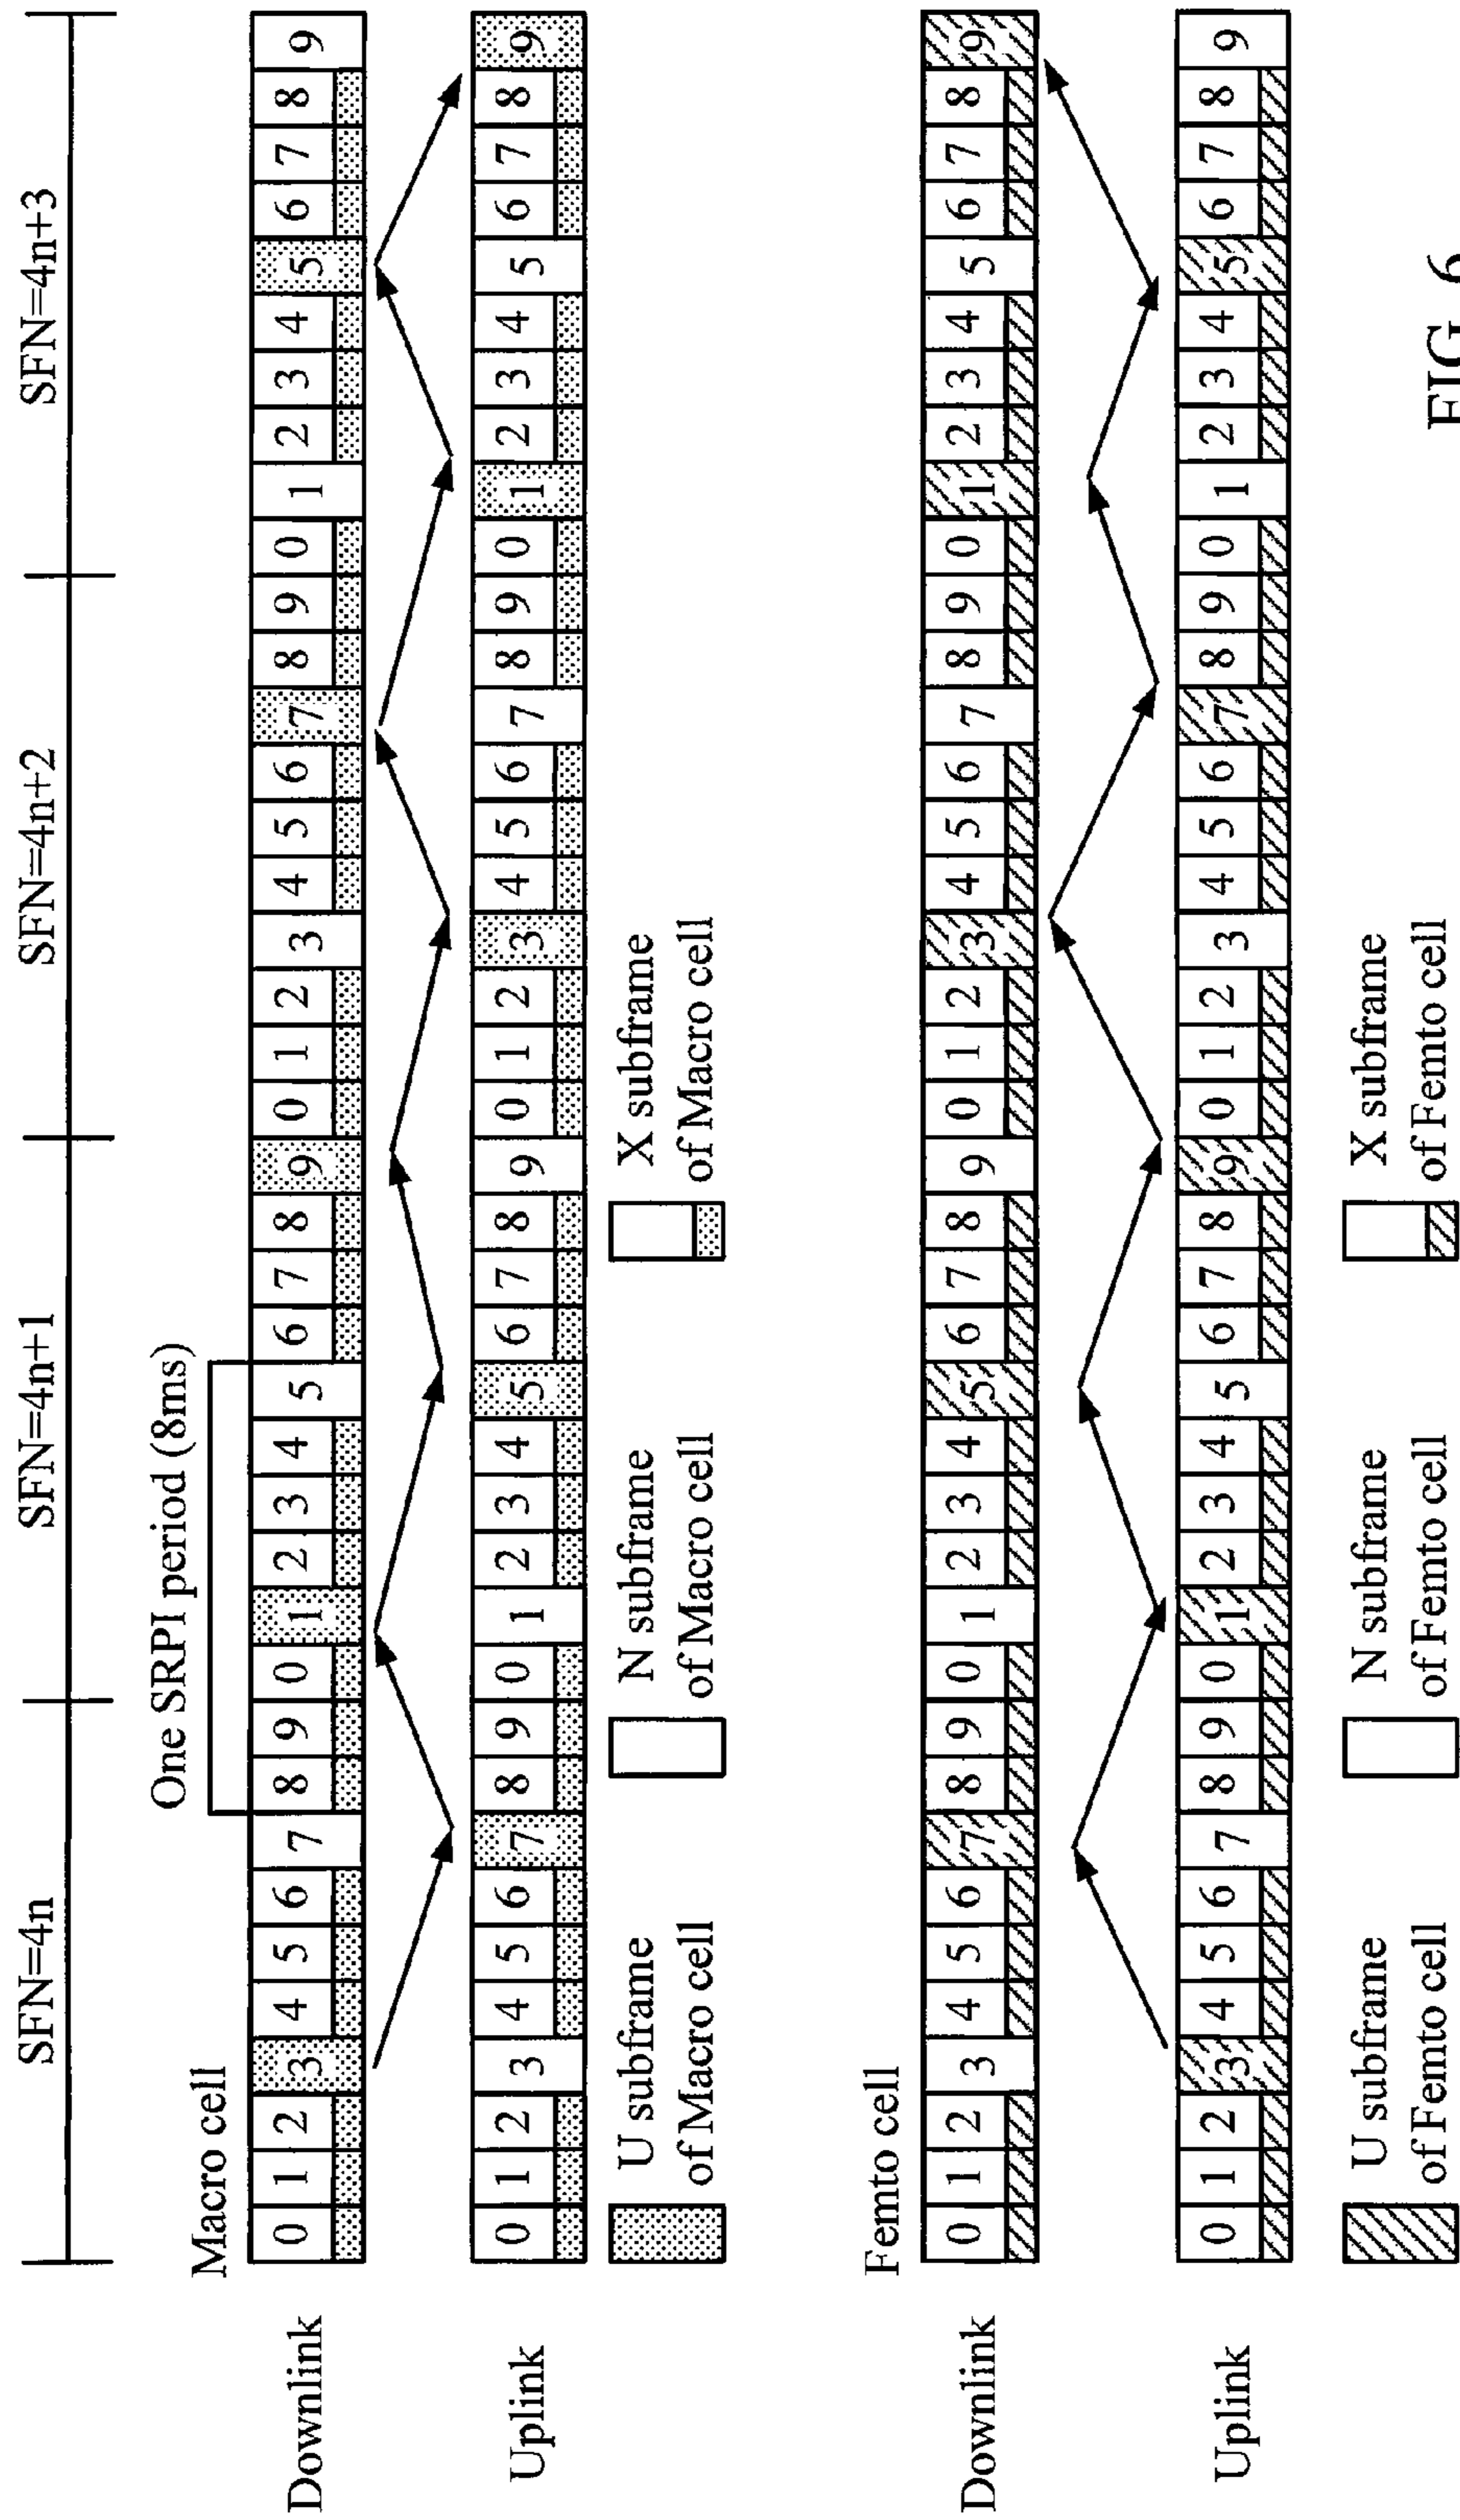 SFN=4n SFN=4n+1 SFN=4n+2 SFN=4n+3
One SRPI period (8ms)
Macro cell
Downlink 0 1 2 3 4 5 6 7 8 9 0 1 2 3 4 5 6 7 8 9 0 1 2 3 4 5 6 7 8 9 0 1 2 3 4 5 6 7 8 9
Uplink 0 1 2 3 4 5 6 7 8 9 0 1 2 3 4 5 6 7 8 9 0 1 2 3 4 5 6 7 8 9 0 1 2 3 4 5 6 7 8 9
U subframe
of Macro cell
N subframe
of Macro cell
X subframe
of Macro cell
Femto cell
Downlink 0 1 2 3 4 5 6 7 8 9 0 1 2 3 4 5 6 7 8 9 0 1 2 3 4 5 6 7 8 9 0 1 2 3 4 5 6 7 8 9
Uplink 0 1 2 3 4 5 6 7 8 9 0 1 2 3 4 5 6 7 8 9 0 1 2 3 4 5 6 7 8 9 0 1 2 3 4 5 6 7 8 9
U subframe
of Femto cell
N subframe
of Femto cell
X subframe
of Femto cell
FIG. 6